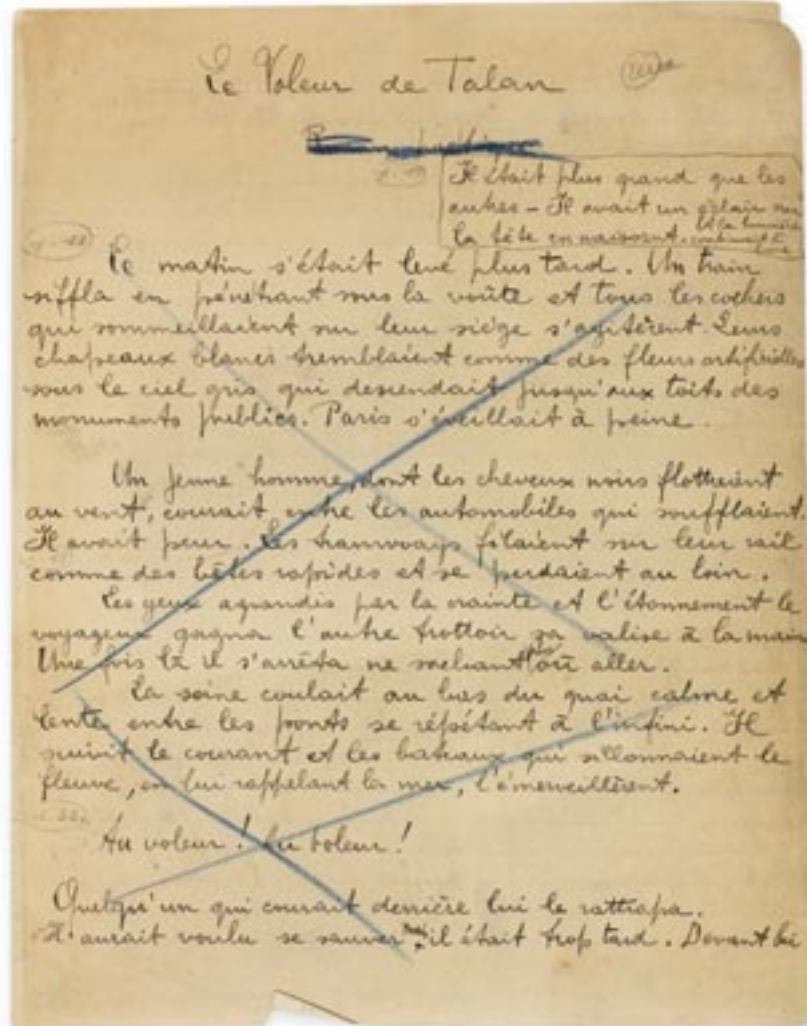 Le Voleur de Talan
Il était plus grand que les
autres – Il avait un éclair sur
la tête en naissant.
Le matin s'était levé plus tard. Un train
siffla en pénétrant sous la voûte et tous les cochers
qui sommeillaient sur leur siège s'agitèrent. Leurs
chapeaux blancs tremblaient comme des fleurs artificielles
sous le ciel gris qui descendait jusqu'aux toits des
monuments publics. Paris s'éveillait à peine.
Un jeune homme, dont les cheveux noirs flottaient
au vent, courait entre les automobiles qui soufflaient.
Il avait peur. Les tramways filaient sur leur rail
comme des bêtes rapides et se perdaient au loin.
Les yeux agrandis par la crainte et l'étonnement le
voyageur gagna l'autre trottoir sa valise à la main
Une fois là il s'arrêta ne sachant où aller.
La seine coulait au bas du quai calme et
lente entre les ponts se répétant à l'infini. Il
suivit le courant et les bateaux qui sillonnaient le
fleuve, en lui rappelant la mer, l'émerveillèrent.
Au voleur! Au voleur!
Quelqu'un qui courait derrière lui le rattrapa.
Il aurait voulu se sauver mais il était trop tard. Devant lui